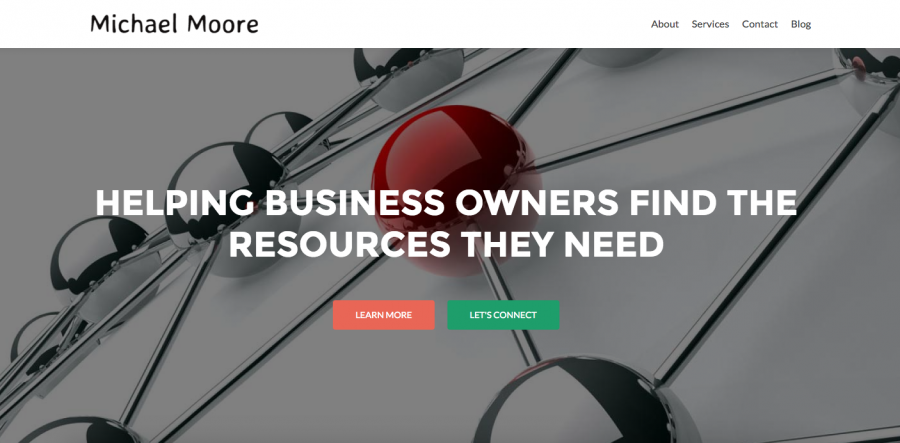 Michael Moore
About Services Contact Blog
HELPING BUSINESS OWNERS FIND THE
RESOURCES THEY NEED
LEARN MORE LET'S CONNECT